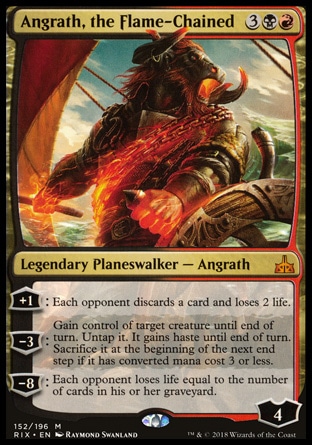 Angrath, the Flame-Chained 3
Legendary Planeswalker — Angrath
+1 : Each opponent discards a card and loses 2 life.
Gain control of target creature until end of
-3 : turn. Untap it. It gains haste until end of turn.
Sacrifice it at the beginning of the next end
step if it has converted mana cost 3 or less.
-8 : Each opponent loses life equal to the number
of cards in his or her graveyard.
4
152/196 M
RIX • EN RAYMOND SWANLAND
™ & © 2018 Wizards of the Coast